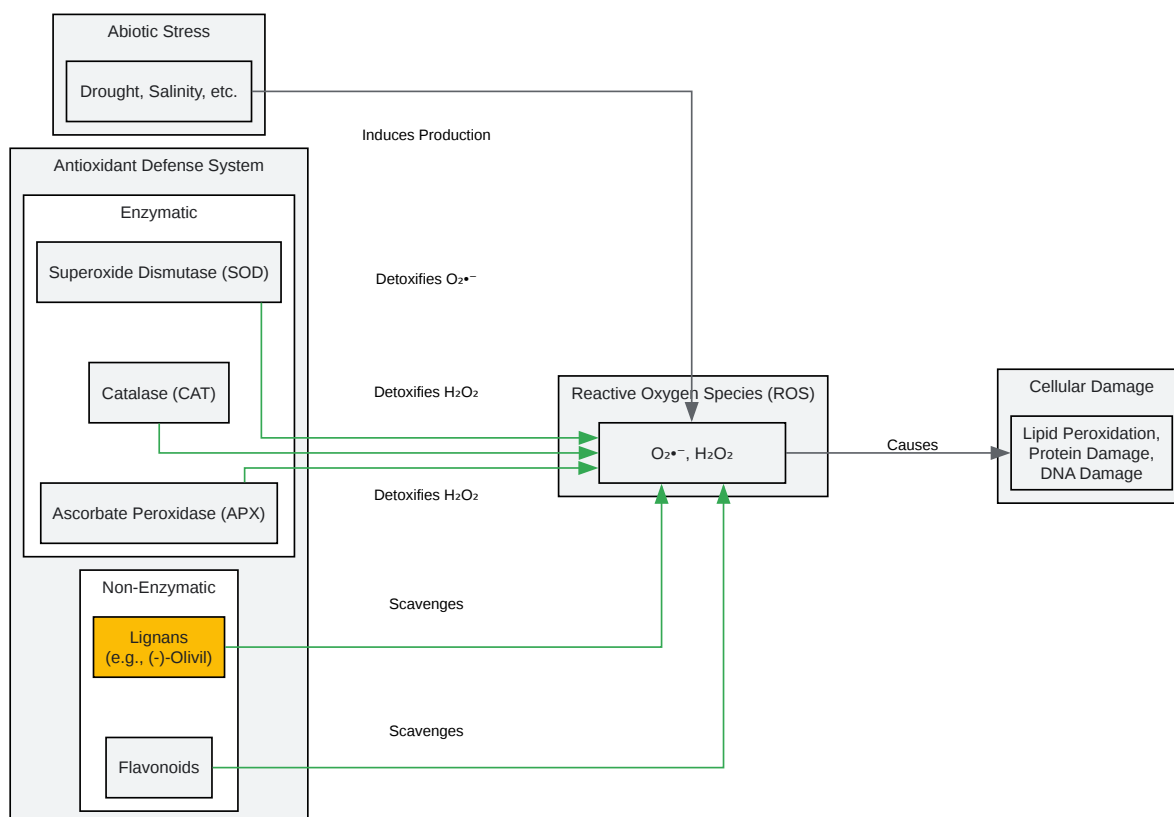 Abiotic Stress
Drought, Salinity, etc.
Induces Production
Antioxidant Defense System
Enzymatic
Superoxide Dismutase (SOD)
Detoxifies O₂•⁻
Catalase (CAT)
Detoxifies H₂O₂
Ascorbate Peroxidase (APX)
Detoxifies H₂O₂
Non-Enzymatic
Lignans
(e.g., (-)-Olivil)
Scavenges
Flavonoids
Scavenges
Reactive Oxygen Species (ROS)
O₂•⁻, H₂O₂
Causes
Cellular Damage
Lipid Peroxidation,
Protein Damage,
DNA Damage